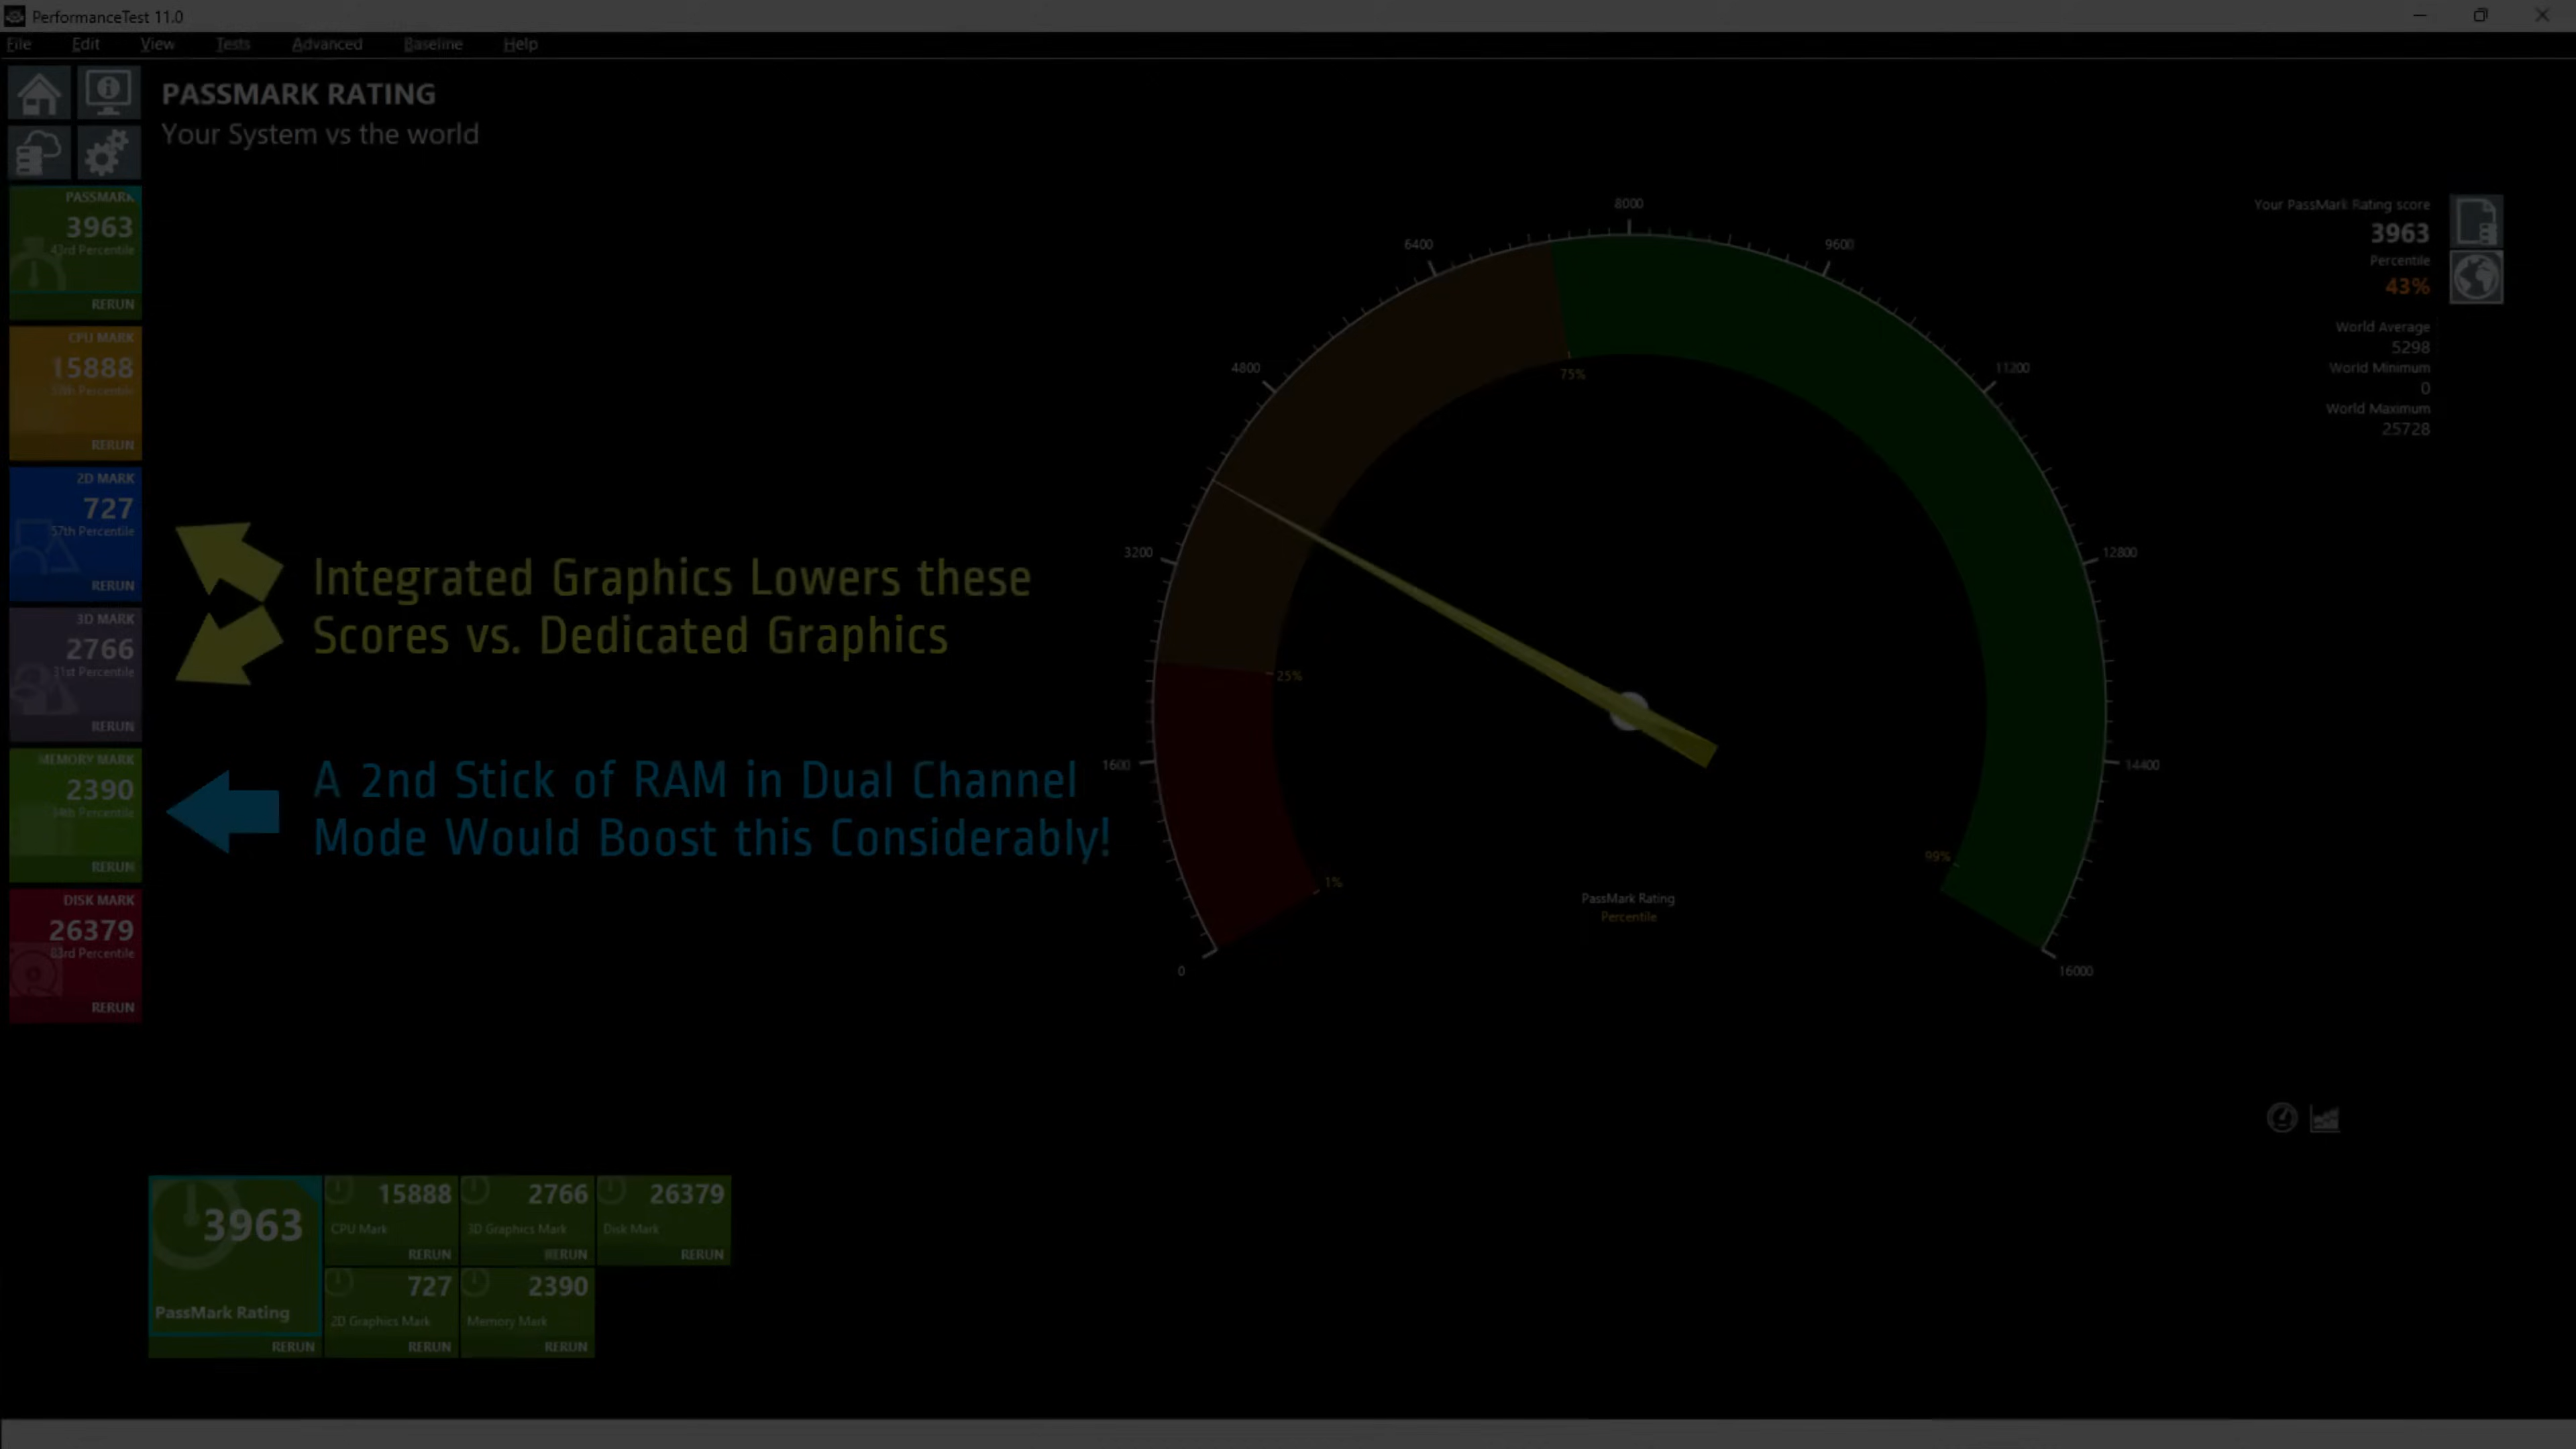 PerformanceTest 11.0
File Edit View Tests Advanced Baseline Help
PASSMARK RATING
Your System vs the world
PASSMARK
3963
43rd Percentile
RERUN
CPU MARK
15888
Percentile
RERUN
2D MARK
727
57th Percentile
RERUN
3D MARK
2766
31st Percentile
RERUN
MEMORY MARK
2390
Percentile
RERUN
DISK MARK
26379
83rd Percentile
RERUN
Integrated Graphics Lowers these
Scores vs. Dedicated Graphics
A 2nd Stick of RAM in Dual Channel
Mode Would Boost this Considerably!
0
1600
3200
4800
6400
8000
9600
11200
12800
14400
16000
1%
25%
75%
99%
PassMark Rating
Percentile
Your PassMark Rating score
3963
Percentile
43%
World Average
5298
World Minimum
0
World Maximum
25728
3963
PassMark Rating
RERUN
15888
CPU Mark
RERUN
2766
3D Graphics Mark
RERUN
26379
Disk Mark
RERUN
727
2D Graphics Mark
RERUN
2390
Memory Mark
RERUN